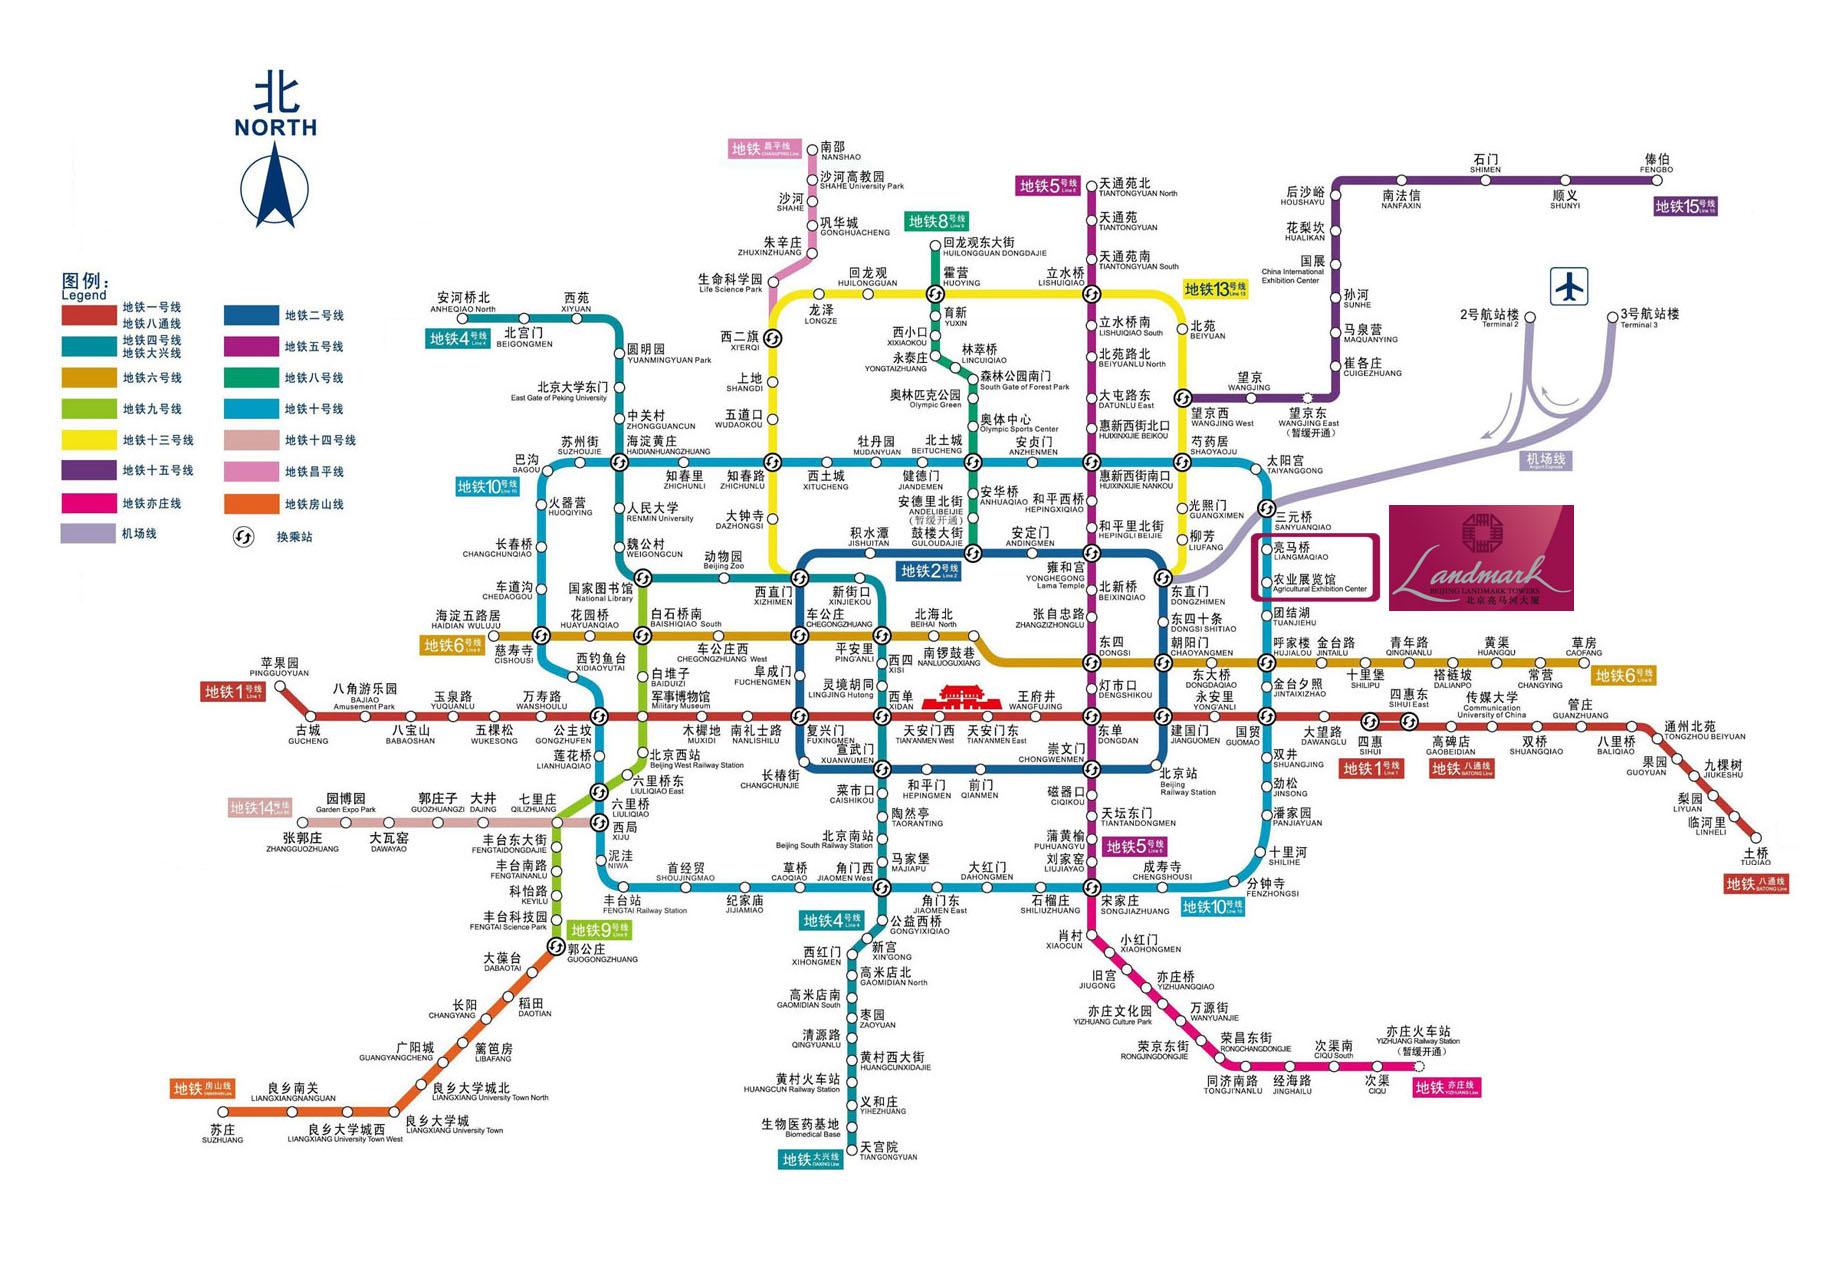 北
NORTH
图例：
Legend
地铁一号线
地铁八通线
地铁四号线
地铁大兴线
地铁六号线
地铁九号线
地铁十三号线
地铁十五号线
地铁亦庄线
机场线
地铁二号线
地铁五号线
地铁八号线
地铁十号线
地铁十四号线
地铁昌平线
地铁房山线
换乘站
地铁 昌平线
CHANGPING Line
南邵
NANSHAO
沙河高教园
SHAHE University Park
沙河
SHAHE
巩华城
GONGHUACHENG
朱辛庄
ZHUXINZHUANG
生命科学园
Life Science Park
西二旗
XI'ERQI
地铁8号线
Line 8
回龙观东大街
HUILONGGUAN DONGDAJIE
霍营
HUOYING
育新
YUXIN
西小口
XIXIAOKOU
永泰庄
YONGTAIZHUANG
林萃桥
LINCUIQIAO
森林公园南门
South Gate of Forest Park
奥林匹克公园
Olympic Green
奥体中心
Olympic Sports Center
北土城
BEITUCHENG
安华桥
ANHUAQIAO
安德里北街
ANDELIBEIJIE
(暂缓开通)
鼓楼大街
GULOUDAJIE
地铁5号线
Line 5
天通苑北
TIANTONGYUAN North
天通苑
TIANTONGYUAN
天通苑南
TIANTONGYUAN South
立水桥
LISHUIQIAO
立水桥南
LISHUIQIAO South
北苑路北
BEIYUANLU North
大屯路东
DATUNLU East
惠新西街北口
HUIXINXIJIE BEIKOU
惠新西街南口
HUIXINXIJIE NANKOU
和平西桥
HEPINGXIQIAO
和平里北街
HEPINGLI BEIJIE
雍和宫
YONGHEGONG
Lama Temple
北新桥
BEIXINQIAO
张自忠路
ZHANGZIZHONGLU
东四
DONGSI
灯市口
DENGSHIKOU
东单
DONGDAN
崇文门
CHONGWENMEN
磁器口
CIQIKOU
天坛东门
TIANTANDONGMEN
蒲黄榆
PUHUANGYU
地铁5号线
Line 5
刘家窑
LIUJIAYAO
宋家庄
SONGJIAZHUANG
地铁13号线
Line 13
回龙观
HUILONGGUAN
龙泽
LONGZE
上地
SHANGDI
五道口
WUDAOKOU
知春路
ZHICHUNLU
大钟寺
DAZHONGSI
西直门
XIZHIMEN
北苑
BEIYUAN
望京西
WANGJING West
芍药居
SHAOYAOJU
光熙门
GUANGXIMEN
柳芳
LIUFANG
东直门
DONGZHIMEN
地铁15号线
Line 15
傣伯
FENGBO
石门
SHIMEN
顺义
SHUNYI
南法信
NANFAXIN
后沙峪
HOUSHAYU
花梨坎
HUALIKAN
国展
China International
Exhibition Center
孙河
SUNHE
马泉营
MAQUANYING
崔各庄
CUIGEZHUANG
望京
WANGJING
望京东
WANGJING East
(暂缓开通)
2号航站楼
Terminal 2
3号航站楼
Terminal 3
机场线
Airport Express
地铁4号线
Line 4
安河桥北
ANHEQIAO North
北宫门
BEIGONGMEN
西苑
XIYUAN
圆明园
YUANMINGYUAN Park
北京大学东门
East Gate of Peking University
中关村
ZHONGGUANCUN
海淀黄庄
HAIDIANHUANGZHUANG
人民大学
RENMIN University
魏公村
WEIGONGCUN
国家图书馆
National Library
动物园
Beijing Zoo
新街口
XINJIEKOU
平安里
PING'ANLI
西四
XISI
灵境胡同
LINGJING Hutong
西单
XIDAN
宣武门
XUANWUMEN
菜市口
CAISHIKOU
陶然亭
TAORANTING
北京南站
Beijing South Railway Station
马家堡
MAJIAPU
角门西
JIAOMEN West
地铁4号线
Line 4
公益西桥
GONGYIXIQIAO
新宫
XIN'GONG
西红门
XIHONGMEN
高米店北
GAOMIDIAN North
高米店南
GAOMIDIAN South
枣园
ZAOYUAN
清源路
QINGYUANLU
黄村西大街
HUANGCUNXIDAJIE
黄村火车站
HUANGCUN Railway Station
义和庄
YIHEZHUANG
生物医药基地
Biomedical Base
天宫院
TIAN'GONGYUAN
地铁 大兴线
DAXING Line
地铁10号线
Line 10
巴沟
BAGOU
苏州街
SUZHOUJIE
知春里
ZHICHUNLI
西土城
XITUCHENG
牡丹园
MUDANYUAN
健德门
JIANDEMEN
安贞门
ANZHENMEN
太阳宫
TAIYANGGONG
三元桥
SANYUANQIAO
亮马桥
LIANGMAQIAO
农业展览馆
Agricultural Exhibition Center
Landmark
BEIJING LANDMARK TOWERS
北京亮马河大厦
团结湖
TUANJIEHU
呼家楼
HUJIALOU
金台夕照
JINTAIXIZHAO
国贸
GUOMAO
双井
SHUANGJING
劲松
JINSONG
潘家园
PANJIAYUAN
十里河
SHILIHE
分钟寺
FENZHONGSI
地铁10号线
Line 10
成寿寺
CHENGSHOUSI
石榴庄
SHILIUZHUANG
大红门
DAHONGMEN
角门东
JIAOMEN East
草桥
CAOQIAO
纪家庙
JIJIAMIAO
首经贸
SHOUJINGMAO
丰台站
FENGTAI Railway Station
泥洼
NIWA
西局
XIJU
六里桥
LIULIQIAO
莲花桥
LIANHUAQIAO
公主坟
GONGZHUFEN
西钓鱼台
XIDIAOYUTAI
慈寿寺
CISHOUSI
车道沟
CHEDAOGOU
长春桥
CHANGCHUNQIAO
火器营
HUOQIYING
地铁2号线
Line 2
积水潭
JISHUITAN
安定门
ANDINGMEN
东四十条
DONGSI SHITIAO
朝阳门
CHAOYANGMEN
建国门
JIANGUOMEN
北京站
Beijing
Railway Station
前门
QIANMEN
和平门
HEPINGMEN
长椿街
CHANGCHUNJIE
复兴门
FUXINGMEN
阜成门
FUCHENGMEN
车公庄
CHEGONGZHUANG
地铁6号线
Line 6
海淀五路居
HAIDIAN WULUJU
花园桥
HUAYUANQIAO
白石桥南
BAISHIQIAO South
车公庄西
CHEGONGZHUANG West
北海北
BEIHAI North
南锣鼓巷
NANLUOGUXIANG
东大桥
DONGDAQIAO
金台路
JINTAILU
十里堡
SHILIPU
青年路
QINGNIANLU
褡裢坡
DALIANPO
黄渠
HUANGQU
常营
CHANGYING
草房
CAOFANG
地铁6号线
Line 6
地铁1号线
Line 1
苹果园
PINGGUOYUAN
古城
GUCHENG
八角游乐园
BAJIAO
Amusement Park
八宝山
BABAOSHAN
玉泉路
YUQUANLU
五棵松
WUKESONG
万寿路
WANSHOULU
军事博物馆
Military Museum
木樨地
MUXIDI
南礼士路
NANLISHILU
天安门西
TIAN'ANMEN West
天安门东
TIAN'ANMEN East
王府井
WANGFUJING
永安里
YONG'ANLI
大望路
DAWANGLU
四惠
SIHUI
四惠东
SIHUI East
地铁1号线
Line 1
地铁 八通线
BATONG Line
高碑店
GAOBEIDIAN
传媒大学
Communication
University of China
双桥
SHUANGQIAO
管庄
GUANZHUANG
八里桥
BALIQIAO
通州北苑
TONGZHOU BEIYUAN
果园
GUOYUAN
九棵树
JIUKESHU
梨园
LIYUAN
临河里
LINHELI
土桥
TUQIAO
地铁 八通线
BATONG Line
白堆子
BAIDUIZI
北京西站
Beijing West Railway Station
六里桥东
LIULIQIAO East
七里庄
QILIZHUANG
丰台东大街
FENGTAIDONGDAJIE
丰台南路
FENGTAINANLU
科怡路
KEYILU
丰台科技园
FENGTAI Science Park
地铁9号线
Line 9
郭公庄
GUOGONGZHUANG
地铁14号线
Line 14
张郭庄
ZHANGGUOZHUANG
园博园
Garden Expo Park
大瓦窑
DAWAYAO
郭庄子
GUOZHUANGZI
大井
DAJING
大葆台
DABAOTAI
稻田
DAOTIAN
长阳
CHANGYANG
篱笆房
LIBAFANG
广阳城
GUANGYANGCHENG
良乡大学城北
LIANGXIANG University Town North
良乡大学城
LIANGXIANG University Town
良乡大学城西
LIANGXIANG University Town West
良乡南关
LIANGXIANGNANGUAN
苏庄
SUZHUANG
地铁 房山线
肖村
XIAOCUN
小红门
XIAOHONGMEN
旧宫
JIUGONG
亦庄桥
YIZHUANGQIAO
亦庄文化园
YIZHUANG Culture Park
万源街
WANYUANJIE
荣京东街
RONGJINGDONGJIE
荣昌东街
RONGCHANGDONGJIE
同济南路
TONGJI'NANLU
经海路
JINGHAILU
次渠南
CIQU South
次渠
CIQU
亦庄火车站
YIZHUANG Railway Station
(暂缓开通)
地铁 亦庄线
YIZHUANG Line